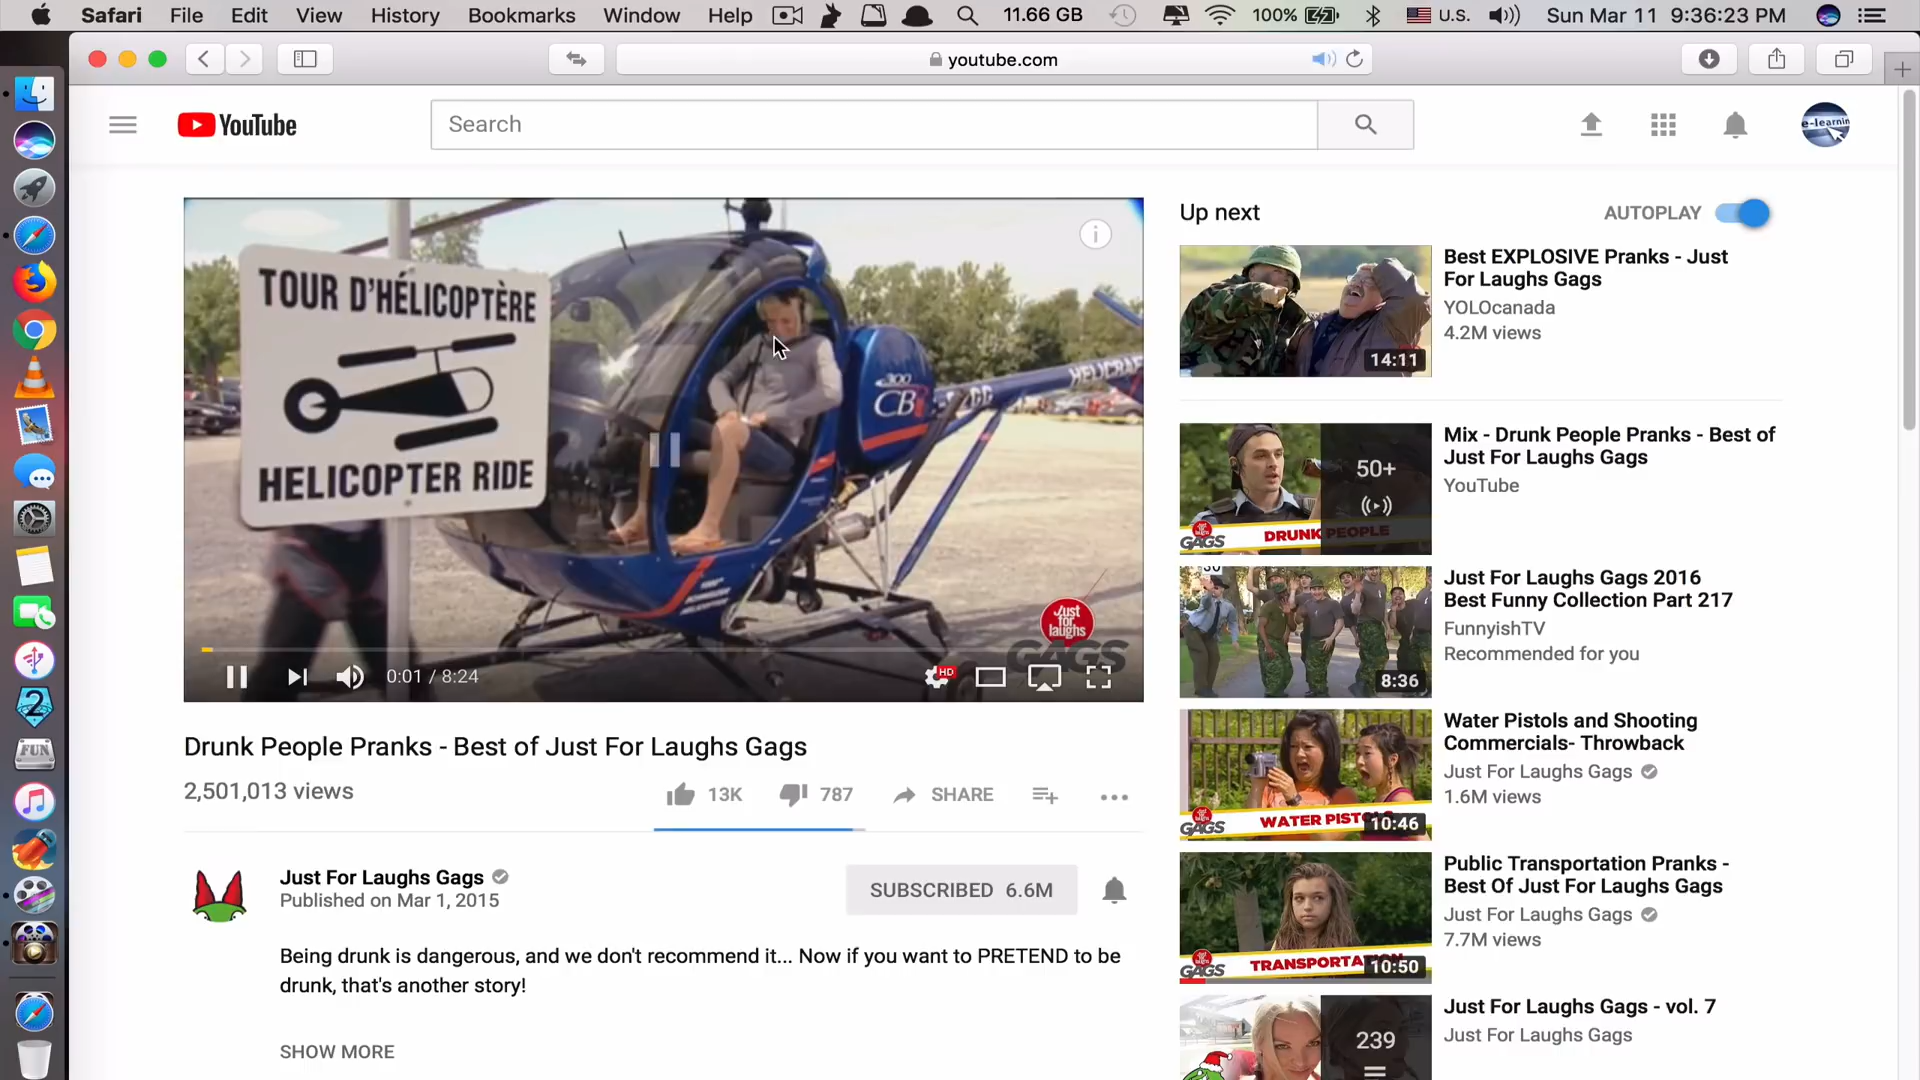 Safari File Edit View History Bookmarks Window Help 11.66 GB 100% U.S. Sun Mar 11 9:36:23 PM
youtube.com
YouTube
Search
e-learnin
TOUR D'HÉLICOPTÈRE
HELICOPTER RIDE
300
CBi
HELICRAF
Just
for
laughs
GAGS
0:01 / 8:24
HD
Drunk People Pranks - Best of Just For Laughs Gags
2,501,013 views
13K 787 SHARE
Just For Laughs Gags
Published on Mar 1, 2015
SUBSCRIBED 6.6M
Being drunk is dangerous, and we don't recommend it... Now if you want to PRETEND to be
drunk, that's another story!
SHOW MORE
Up next
AUTOPLAY
14:11
Best EXPLOSIVE Pranks - Just
For Laughs Gags
YOLOcanada
4.2M views
50+
GAGS DRUNK PEOPLE
Mix - Drunk People Pranks - Best of
Just For Laughs Gags
YouTube
8:36
Just For Laughs Gags 2016
Best Funny Collection Part 217
FunnyishTV
Recommended for you
GAGS WATER PISTOLS
10:46
Water Pistols and Shooting
Commercials- Throwback
Just For Laughs Gags
1.6M views
GAGS TRANSPORTA
10:50
Public Transportation Pranks -
Best Of Just For Laughs Gags
Just For Laughs Gags
7.7M views
239
Just For Laughs Gags - vol. 7
Just For Laughs Gags
2
FUN